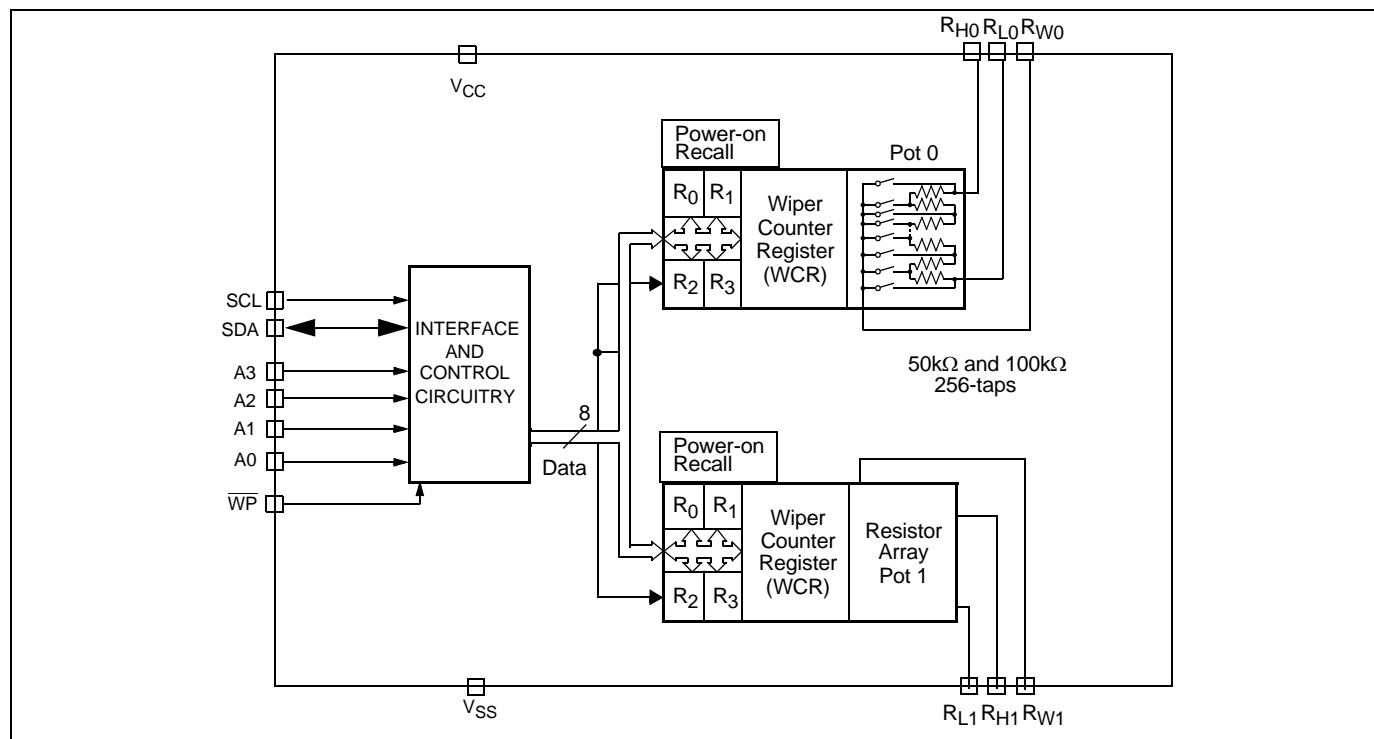 RH0 RL0 RW0
VCC
Power-on
Recall
Pot 0
R0 R1
R2 R3
Wiper
Counter
Register
(WCR)
SCL
SDA
A3
A2
A1
A0
WP
INTERFACE
AND
CONTROL
CIRCUITRY
8
Data
50kΩ and 100kΩ
256-taps
Power-on
Recall
R0 R1
R2 R3
Wiper
Counter
Register
(WCR)
Resistor
Array
Pot 1
VSS
RL1 RH1 RW1